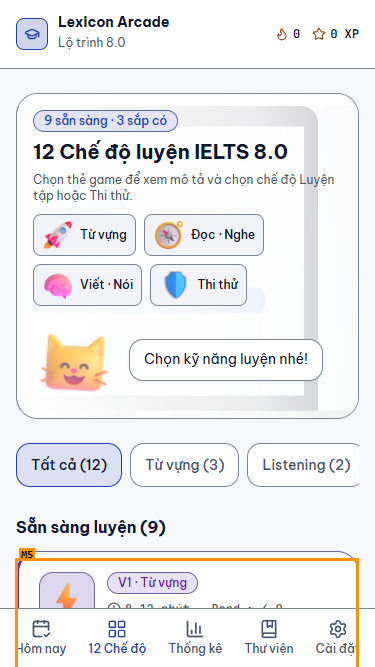 Lexicon Arcade
Lộ trình 8.0
0
0 XP
9 sẵn sàng · 3 sắp có
12 Chế độ luyện IELTS 8.0
Chọn thẻ game để xem mô tả và chọn chế độ Luyện
tập hoặc Thi thử.
Từ vựng
Đọc · Nghe
Viết · Nói
Thi thử
Chọn kỹ năng luyện nhé!
Tất cả (12)
Từ vựng (3)
Listening (2)
Sẵn sàng luyện (9)
M5
V1 · Từ vựng
Hôm nay
12 Chế độ
Thống kê
Thư viện
Cài đặt